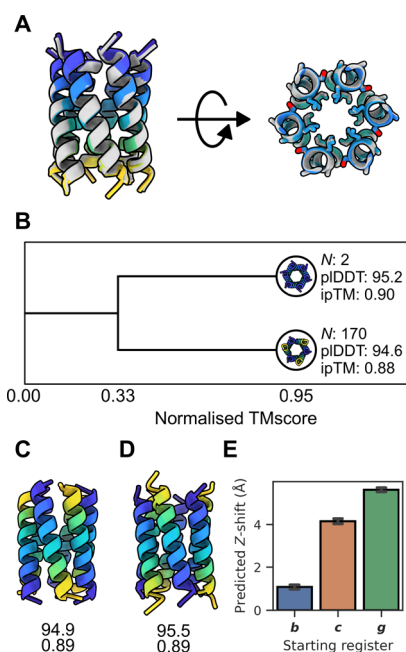 A
B
N: 2
plDDT: 95.2
ipTM: 0.90
N: 170
plDDT: 94.6
ipTM: 0.88
0.00 0.33 0.95
Normalised TMscore
C D E
94.9
0.89
95.5
0.89
Predicted Z-shift (Å)
4
2
0
b c g
Starting register